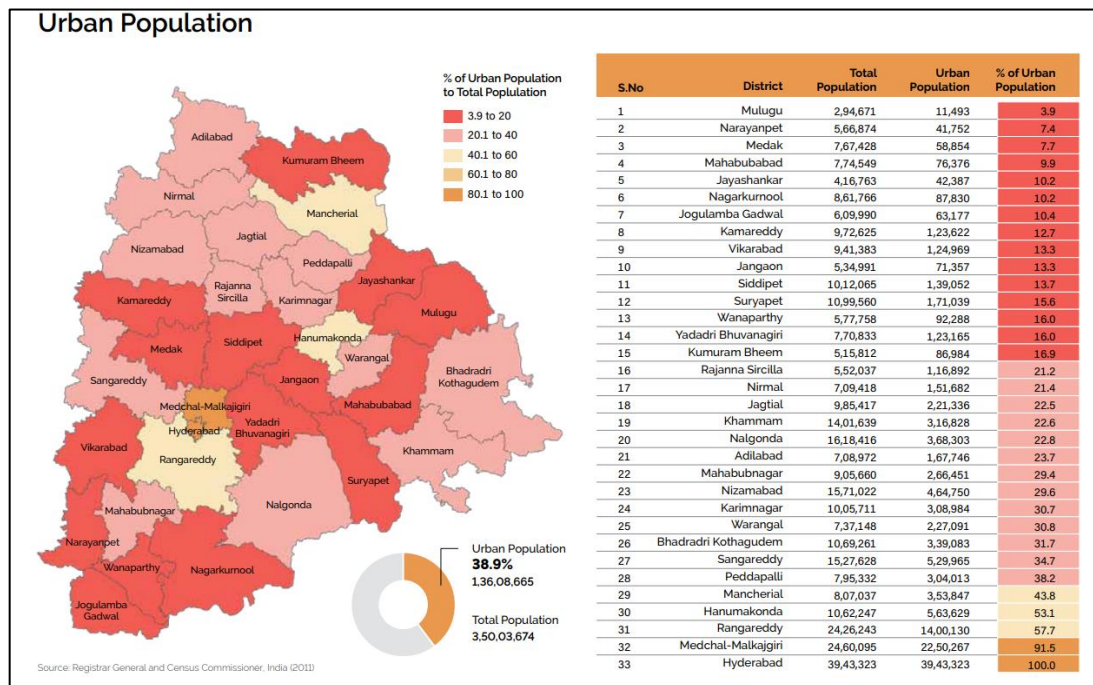 Urban Population
% of Urban Population
to Total Poplulation
3.9 to 20
20.1 to 40
40.1 to 60
60.1 to 80
80.1 to 100
Adilabad
Kumuram Bheem
Nirmal
Mancherial
Jagtial
Nizamabad
Peddapalli
Rajanna
Sircilla
Jayashankar
Karimnagar
Kamareddy
Mulugu
Hanumakonda
Siddipet
Medak
Warangal
Bhadradri
Kothagudem
Sangareddy
Jangaon
Mahabubabad
Medchal-Malkajigiri
Yadadri
Bhuvanagiri
Hyderabad
Vikarabad
Khammam
Rangareddy
Suryapet
Nalgonda
Mahabubnagar
Narayanpet
Wanaparthy
Nagarkurnool
Jogulamba
Gadwal
Urban Population
38.9%
1,36,08,665
Total Population
3,50,03,674
Source: Registrar General and Census Commissioner, India (2011)
S.No District Total Population Urban Population % of Urban Population
1 Mulugu 2,94,671 11,493 3.9
2 Narayanpet 5,66,874 41,752 7.4
3 Medak 7,67,428 58,854 7.7
4 Mahabubabad 7,74,549 76,376 9.9
5 Jayashankar 4,16,763 42,387 10.2
6 Nagarkurnool 8,61,766 87,830 10.2
7 Jogulamba Gadwal 6,09,990 63,177 10.4
8 Kamareddy 9,72,625 1,23,622 12.7
9 Vikarabad 9,41,383 1,24,969 13.3
10 Jangaon 5,34,991 71,357 13.3
11 Siddipet 10,12,065 1,39,052 13.7
12 Suryapet 10,99,560 1,71,039 15.6
13 Wanaparthy 5,77,758 92,288 16.0
14 Yadadri Bhuvanagiri 7,70,833 1,23,165 16.0
15 Kumuram Bheem 5,15,812 86,984 16.9
16 Rajanna Sircilla 5,52,037 1,16,892 21.2
17 Nirmal 7,09,418 1,51,682 21.4
18 Jagtial 9,85,417 2,21,336 22.5
19 Khammam 14,01,639 3,16,828 22.6
20 Nalgonda 16,18,416 3,68,303 22.8
21 Adilabad 7,08,972 1,67,746 23.7
22 Mahabubnagar 9,05,660 2,66,451 29.4
23 Nizamabad 15,71,022 4,64,750 29.6
24 Karimnagar 10,05,711 3,08,984 30.7
25 Warangal 7,37,148 2,27,091 30.8
26 Bhadradri Kothagudem 10,69,261 3,39,083 31.7
27 Sangareddy 15,27,628 5,29,965 34.7
28 Peddapalli 7,95,332 3,04,013 38.2
29 Mancherial 8,07,037 3,53,847 43.8
30 Hanumakonda 10,62,247 5,63,629 53.1
31 Rangareddy 24,26,243 14,00,130 57.7
32 Medchal-Malkajgiri 24,60,095 22,50,267 91.5
33 Hyderabad 39,43,323 39,43,323 100.0